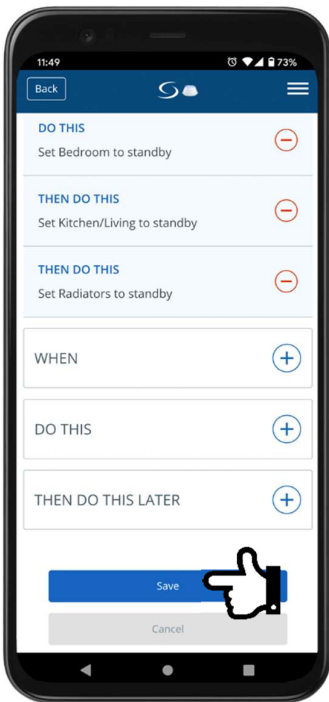 11:49
73%
Back
DO THIS
Set Bedroom to standby
THEN DO THIS
Set Kitchen/Living to standby
THEN DO THIS
Set Radiators to standby
WHEN
DO THIS
THEN DO THIS LATER
Save
Cancel